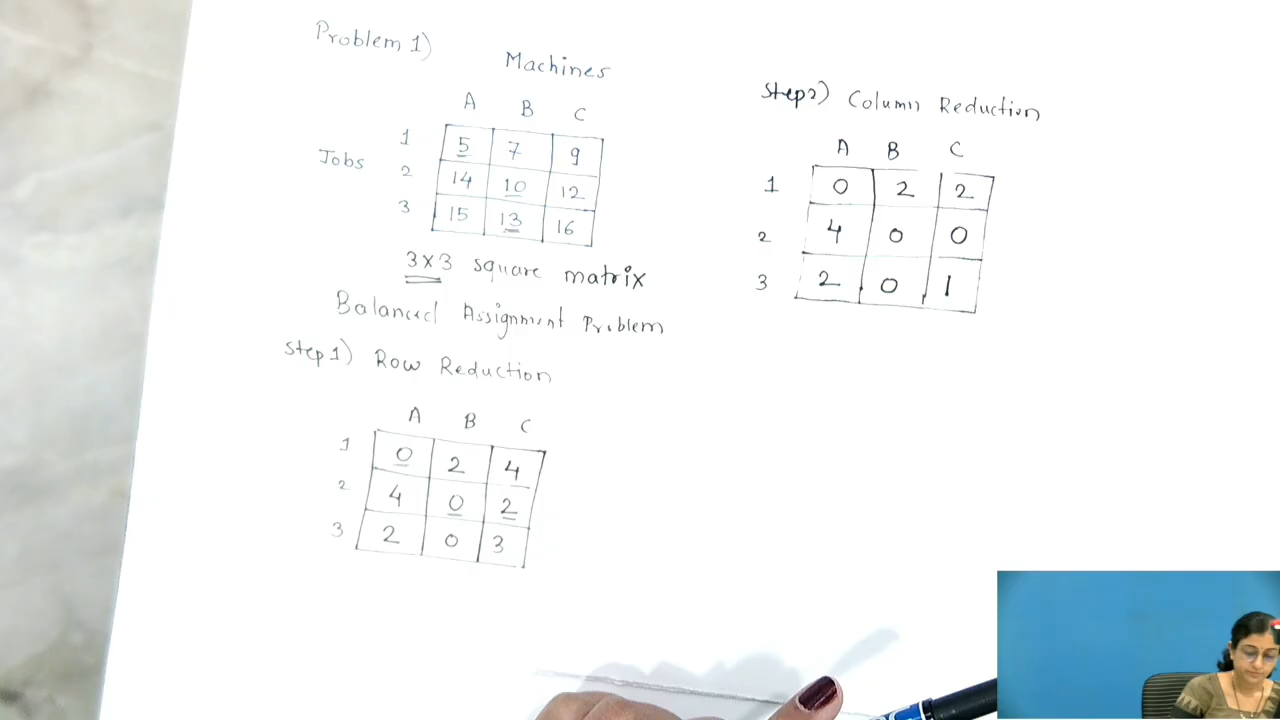 Problem 1)
Machines
A B C
1 5 7 9
Jobs
2 14 10 12
3 15 13 16
3x3 square matrix
Balanced Assignment Problem
Step 1) Row Reduction
A B C
1 0 2 4
2 4 0 2
3 2 0 3
Step 2) Column Reduction
A B C
1 0 2 2
2 4 0 0
3 2 0 1